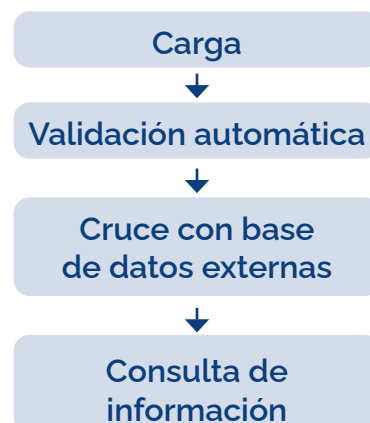 Carga
Validación automática
Cruce con base
de datos externas
Consulta de
información